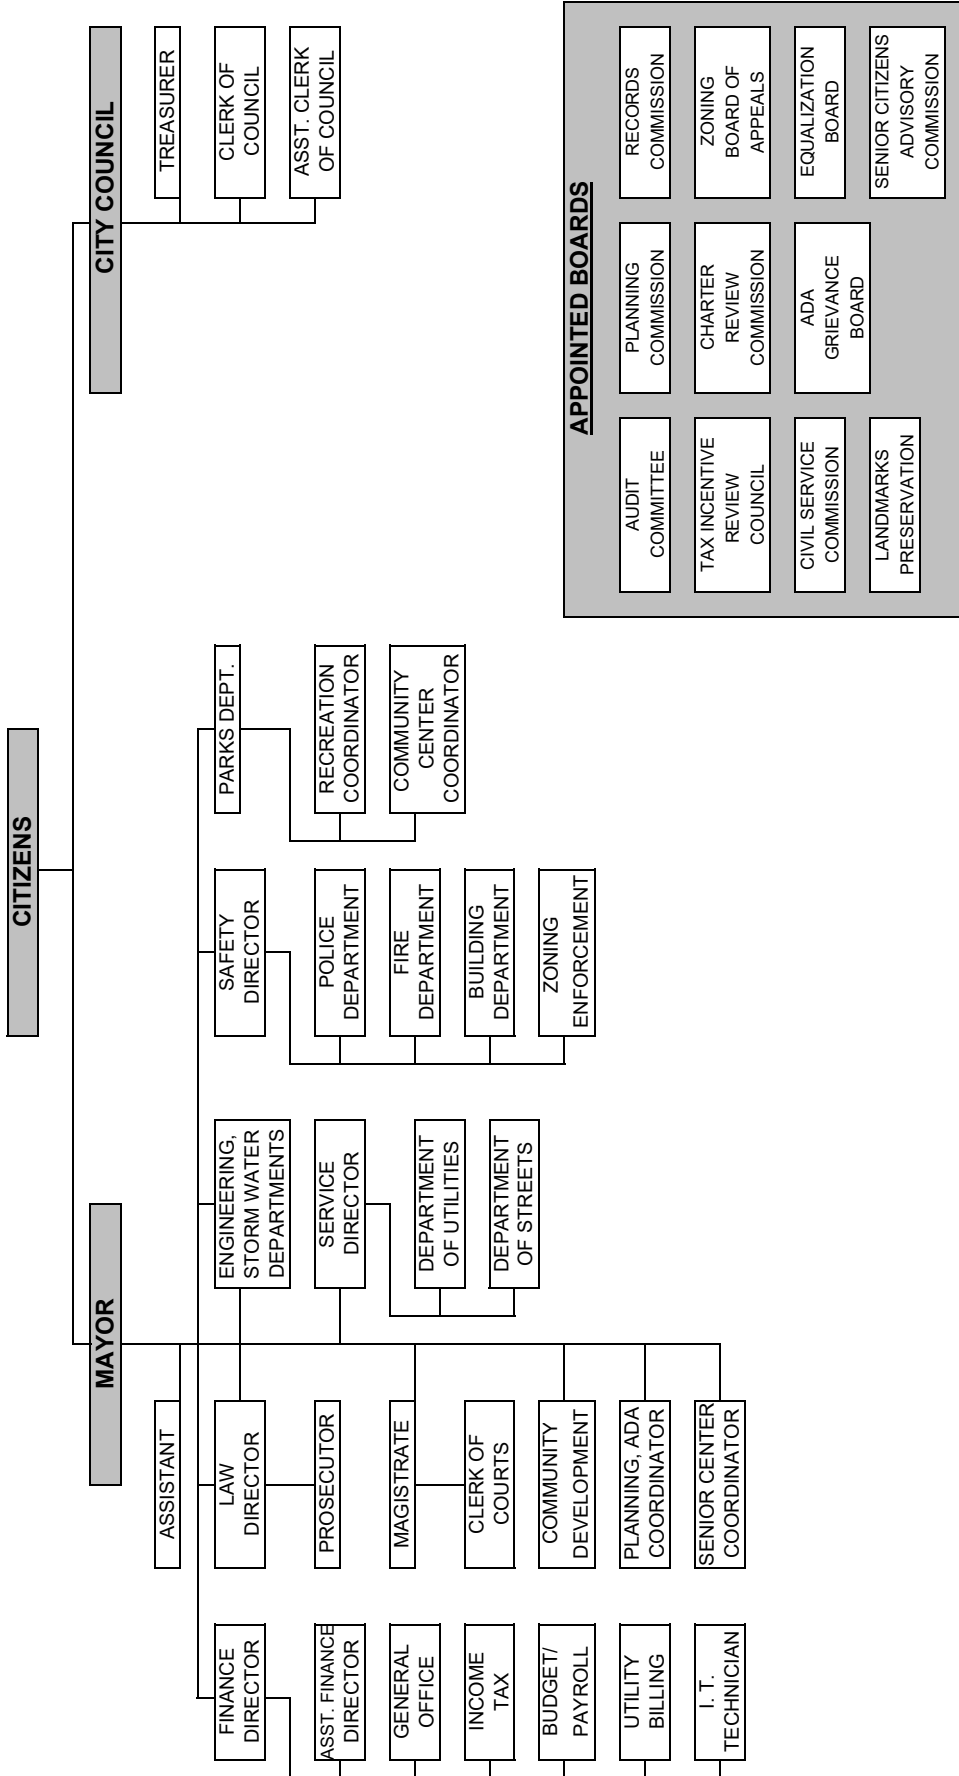 CITIZENS
MAYOR
CITY COUNCIL
ASSISTANT
TREASURER
CLERK OF
COUNCIL
ASST. CLERK
OF COUNCIL
FINANCE
DIRECTOR
ASST. FINANCE
DIRECTOR
GENERAL
OFFICE
INCOME
TAX
BUDGET/
PAYROLL
UTILITY
BILLING
I. T.
TECHNICIAN
LAW
DIRECTOR
PROSECUTOR
MAGISTRATE
CLERK OF
COURTS
COMMUNITY
DEVELOPMENT
PLANNING, ADA
COORDINATOR
SENIOR CENTER
COORDINATOR
ENGINEERING,
STORM WATER
DEPARTMENTS
SERVICE
DIRECTOR
DEPARTMENT
OF UTILITIES
DEPARTMENT
OF STREETS
SAFETY
DIRECTOR
POLICE
DEPARTMENT
FIRE
DEPARTMENT
BUILDING
DEPARTMENT
ZONING
ENFORCEMENT
PARKS DEPT.
RECREATION
COORDINATOR
COMMUNITY
CENTER
COORDINATOR
APPOINTED BOARDS
AUDIT
COMMITTEE
PLANNING
COMMISSION
RECORDS
COMMISSION
TAX INCENTIVE
REVIEW
COUNCIL
CHARTER
REVIEW
COMMISSION
ZONING
BOARD OF
APPEALS
CIVIL SERVICE
COMMISSION
ADA
GRIEVANCE
BOARD
EQUALIZATION
BOARD
LANDMARKS
PRESERVATION
SENIOR CITIZENS
ADVISORY
COMMISSION